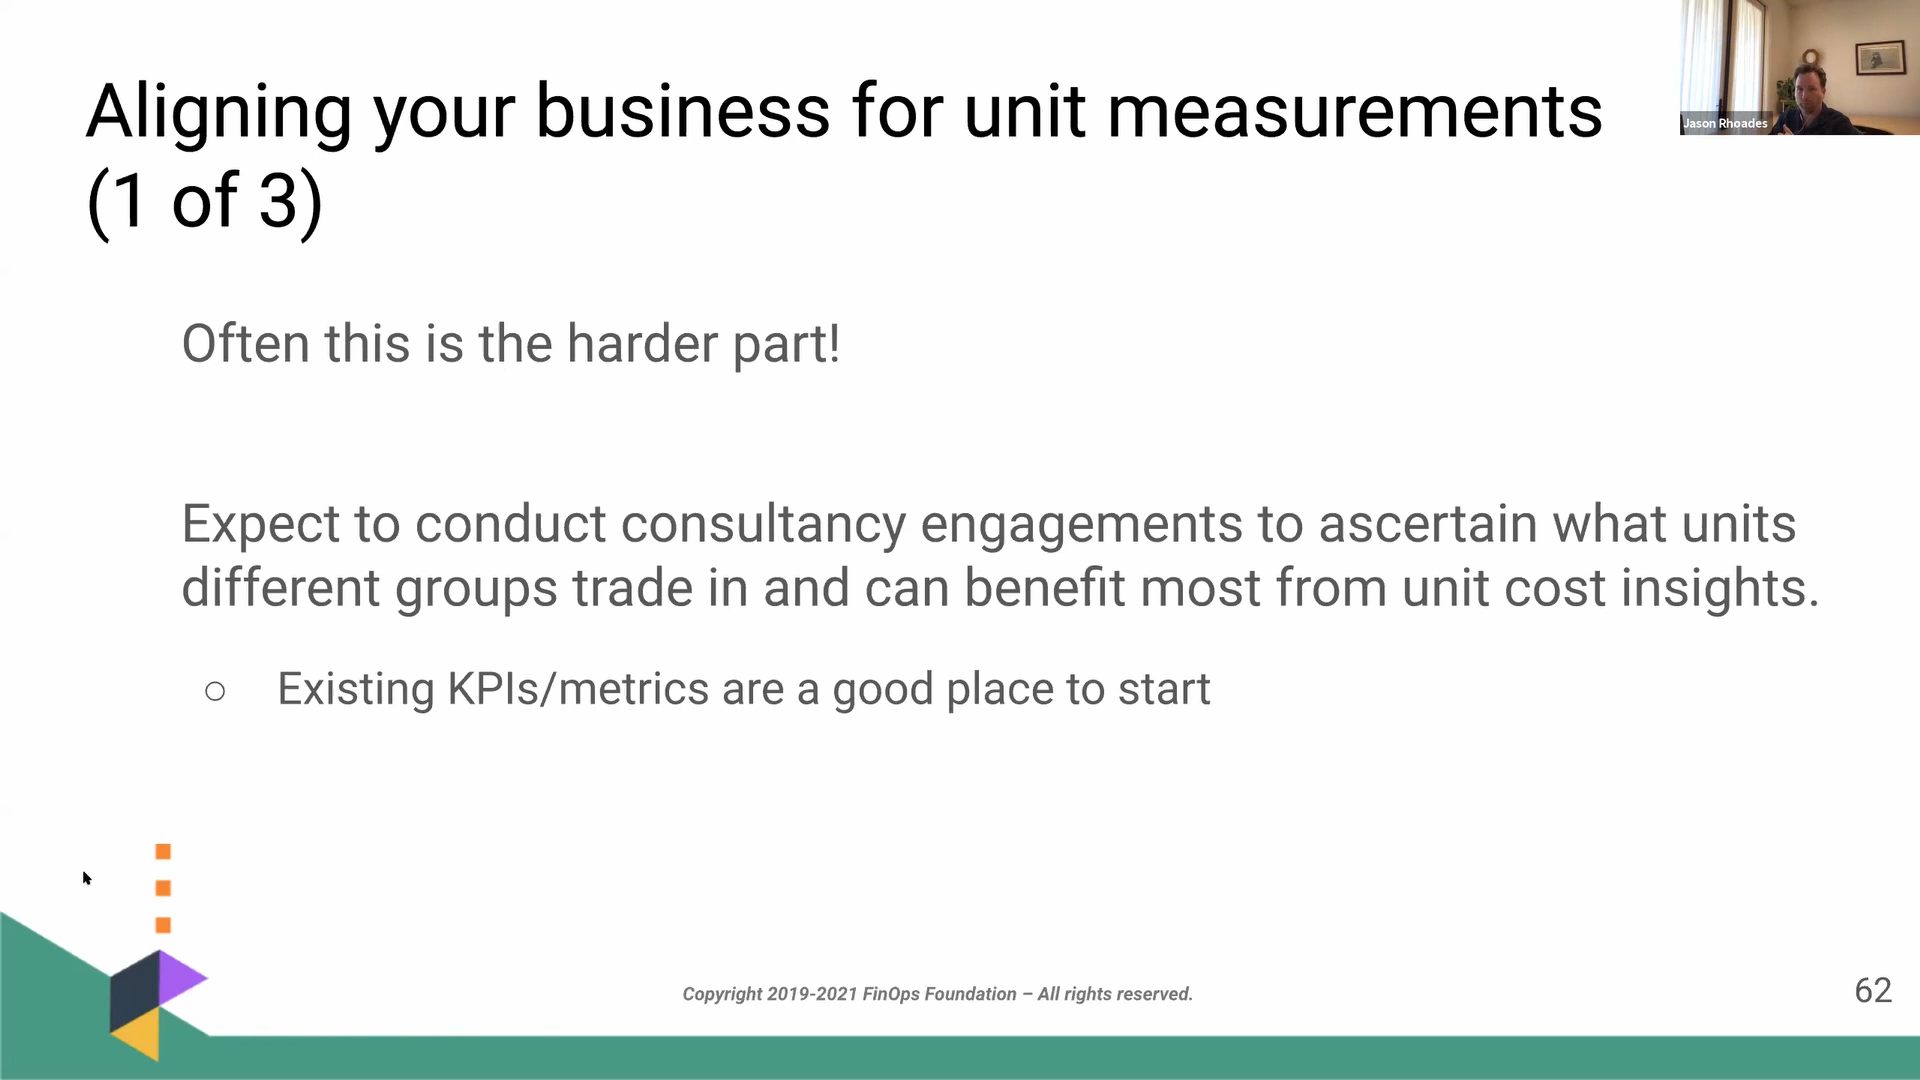 Aligning your business for unit measurements
(1 of 3)
Jason Rhoades
Often this is the harder part!
Expect to conduct consultancy engagements to ascertain what units
different groups trade in and can benefit most from unit cost insights.
○ Existing KPIs/metrics are a good place to start
Copyright 2019-2021 FinOps Foundation – All rights reserved.
62